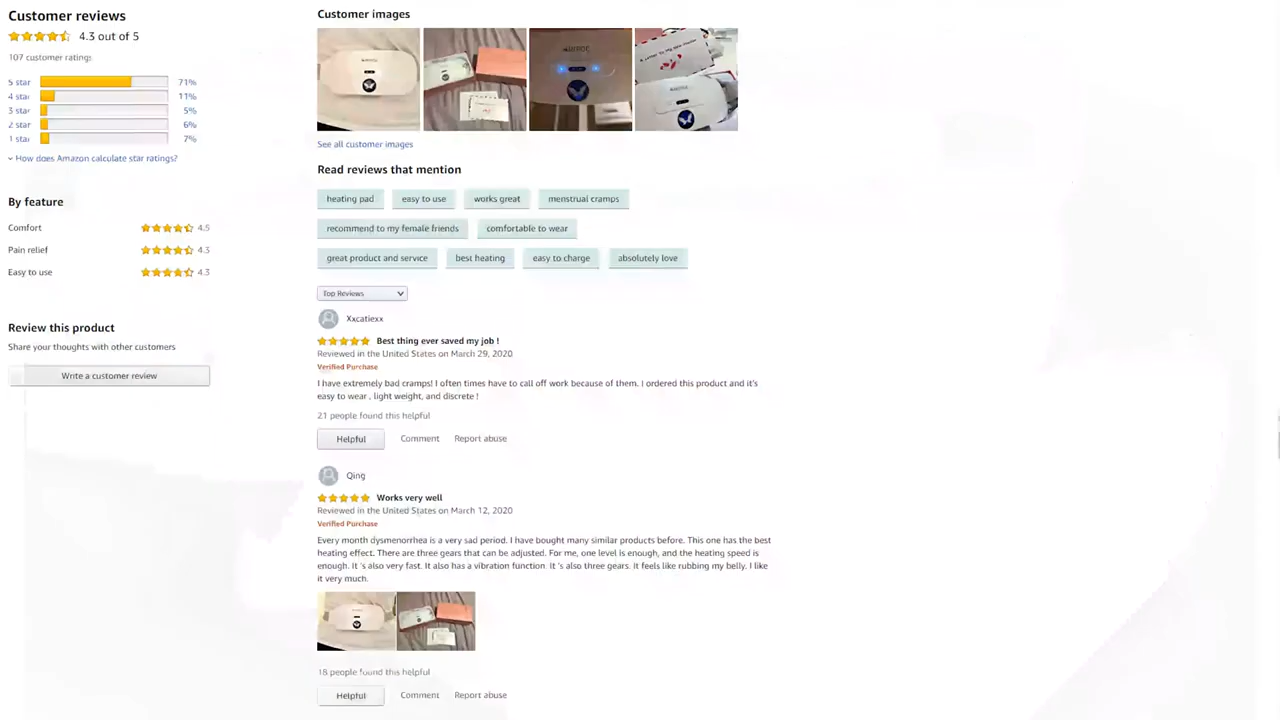 Customer reviews
4.3 out of 5
107 customer ratings
5 star 71%
4 star 11%
3 star 5%
2 star 6%
1 star 7%
How does Amazon calculate star ratings?
By feature
Comfort 4.5
Pain relief 4.3
Easy to use 4.3
Review this product
Share your thoughts with other customers
Write a customer review
Customer images
See all customer images
Read reviews that mention
heating pad easy to use works great menstrual cramps
recommend to my female friends comfortable to wear
great product and service best heating easy to charge absolutely love
Top Reviews
Xxcatiexx
Best thing ever saved my job !
Reviewed in the United States on March 29, 2020
Verified Purchase
I have extremely bad cramps! I often times have to call off work because of them. I ordered this product and it's
easy to wear , light weight, and discrete !
21 people found this helpful
Helpful Comment Report abuse
Qing
Works very well
Reviewed in the United States on March 12, 2020
Verified Purchase
Every month dysmenorrhea is a very sad period. I have bought many similar products before. This one has the best
heating effect. There are three gears that can be adjusted. For me, one level is enough, and the heating speed is
enough. It 's also very fast. It also has a vibration function. It 's also three gears. It feels like rubbing my belly. I like
it very much.
18 people found this helpful
Helpful Comment Report abuse